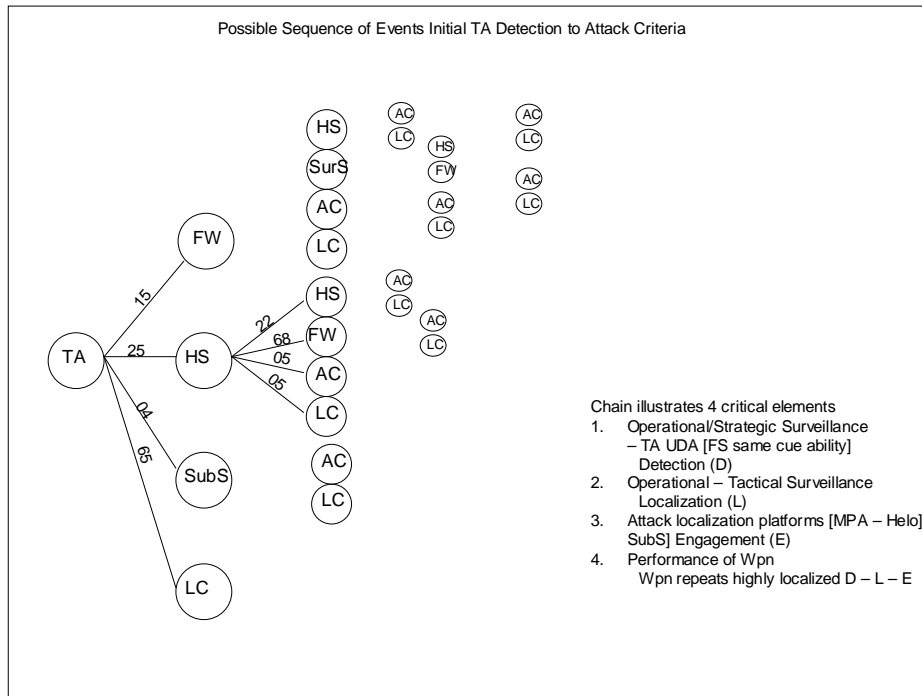 Possible Sequence of Events Initial TA Detection to Attack Criteria
HS
SurS
AC
LC
AC
LC
HS
FW
AC
LC
AC
LC
AC
LC
FW
HS
FW
AC
LC
AC
LC
AC
LC
TA
15
25
04
65
HS
22
68
05
05
SubS
LC
AC
LC
Chain illustrates 4 critical elements
1. Operational/Strategic Surveillance
– TA UDA [FS same cue ability]
Detection (D)
2. Operational – Tactical Surveillance
Localization (L)
3. Attack localization platforms [MPA – Helo]
SubS] Engagement (E)
4. Performance of Wpn
Wpn repeats highly localized D – L – E